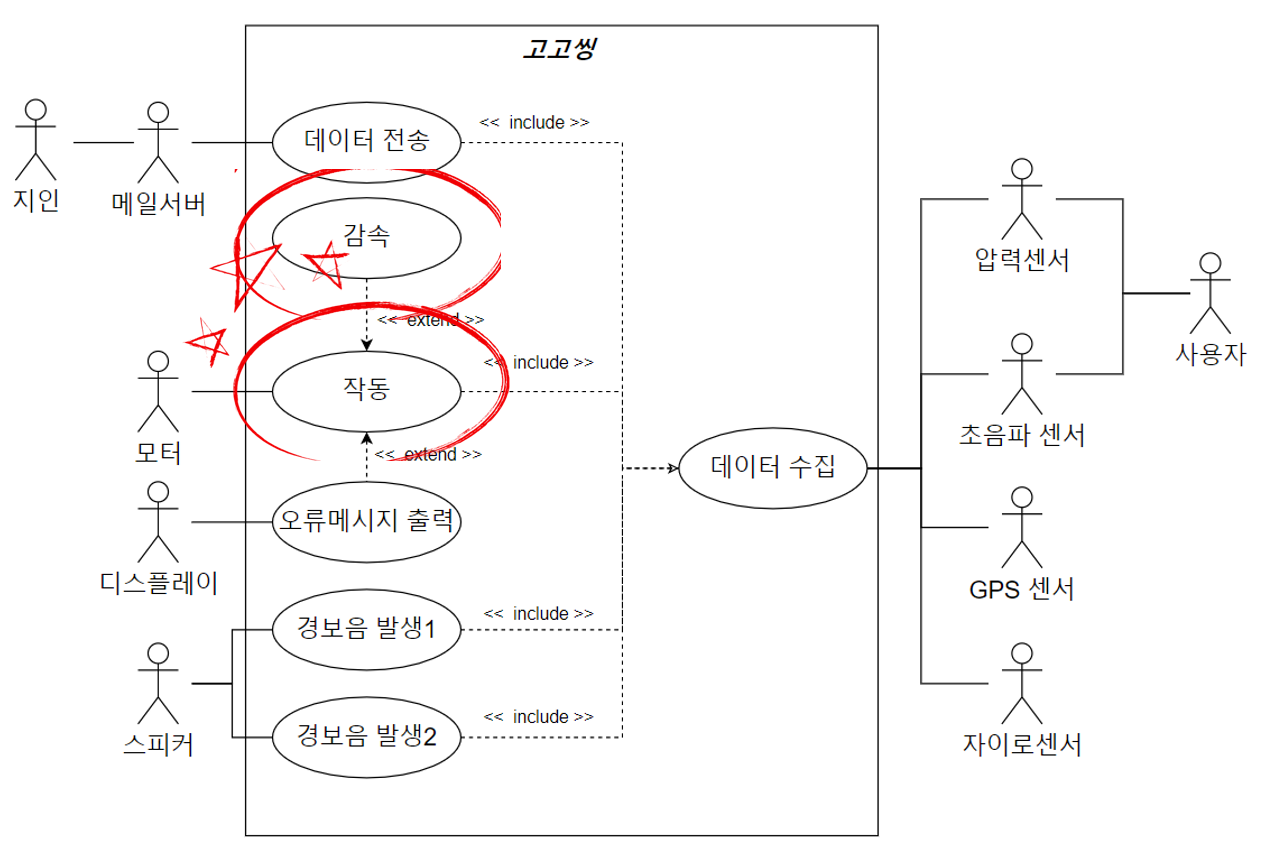 고고씽
<< include >>
데이터 전송
지인
메일서버
감속
압력센서
<< extend >>
사용자
<< include >>
작동
초음파 센서
모터
<< extend >>
데이터 수집
오류메시지 출력
디스플레이
GPS 센서
<< include >>
경보음 발생1
<< include >>
경보음 발생2
스피커
자이로센서